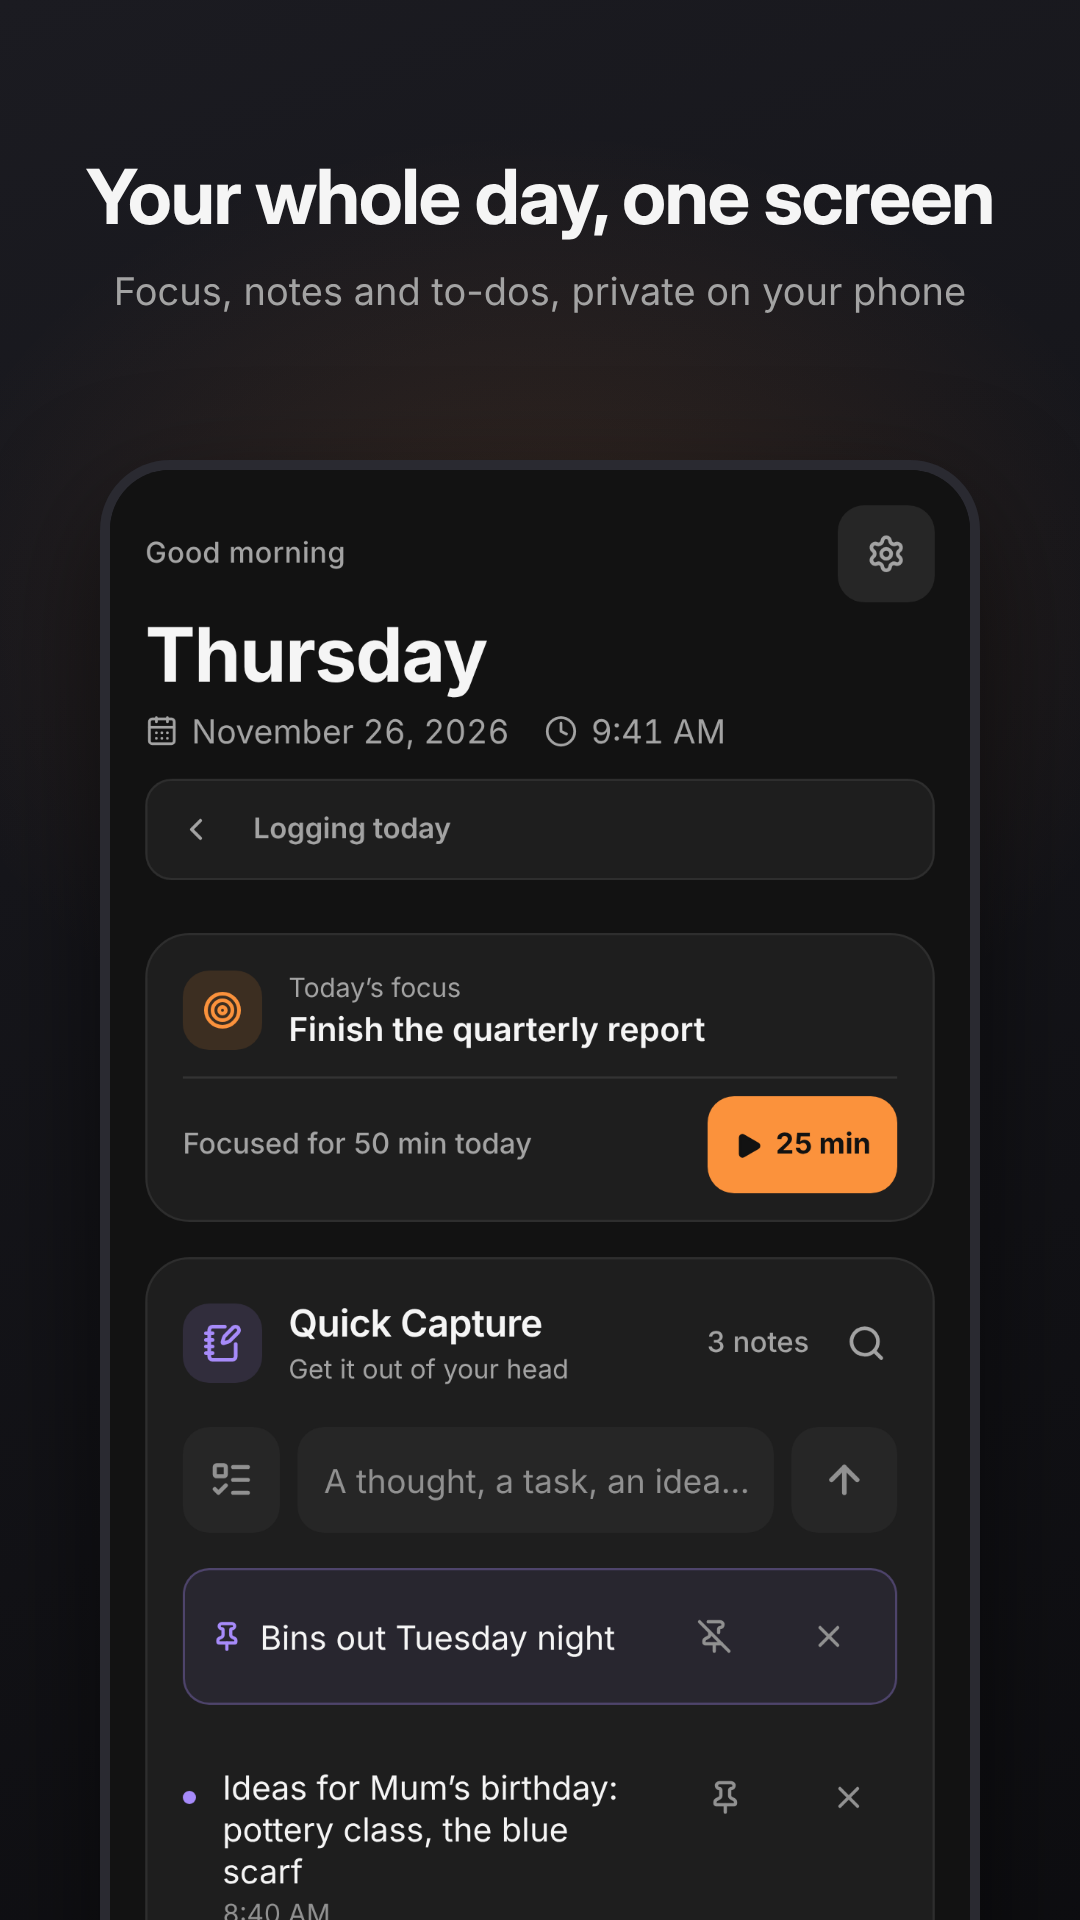 Your whole day, one screen
Focus, notes and to-dos, private on your phone
Good morning
Thursday
November 26, 2026 9:41 AM
Logging today
Today’s focus
Finish the quarterly report
Focused for 50 min today
25 min
Quick Capture
Get it out of your head
3 notes
A thought, a task, an idea...
Bins out Tuesday night
Ideas for Mum’s birthday:
pottery class, the blue
scarf
8:40 AM